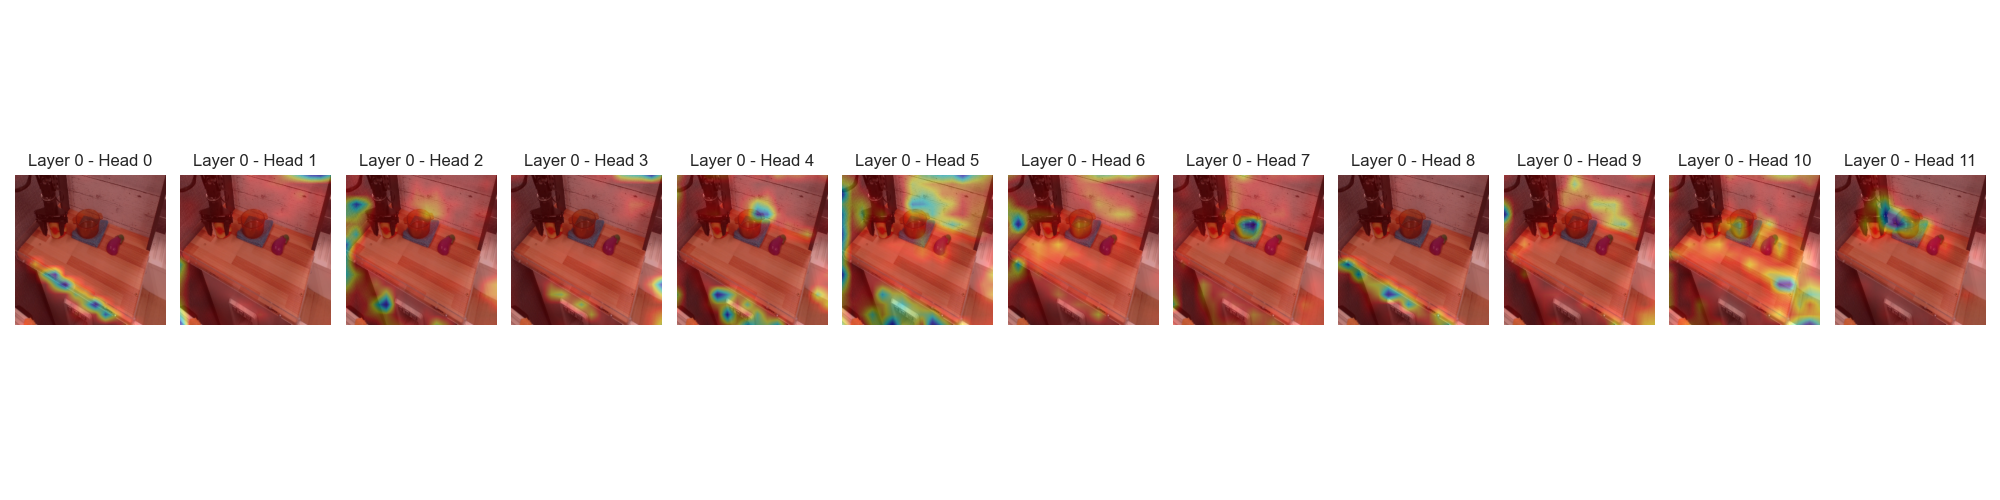 Layer 0 - Head 0
Layer 0 - Head 1
Layer 0 - Head 2
Layer 0 - Head 3
Layer 0 - Head 4
Layer 0 - Head 5
Layer 0 - Head 6
Layer 0 - Head 7
Layer 0 - Head 8
Layer 0 - Head 9
Layer 0 - Head 10
Layer 0 - Head 11